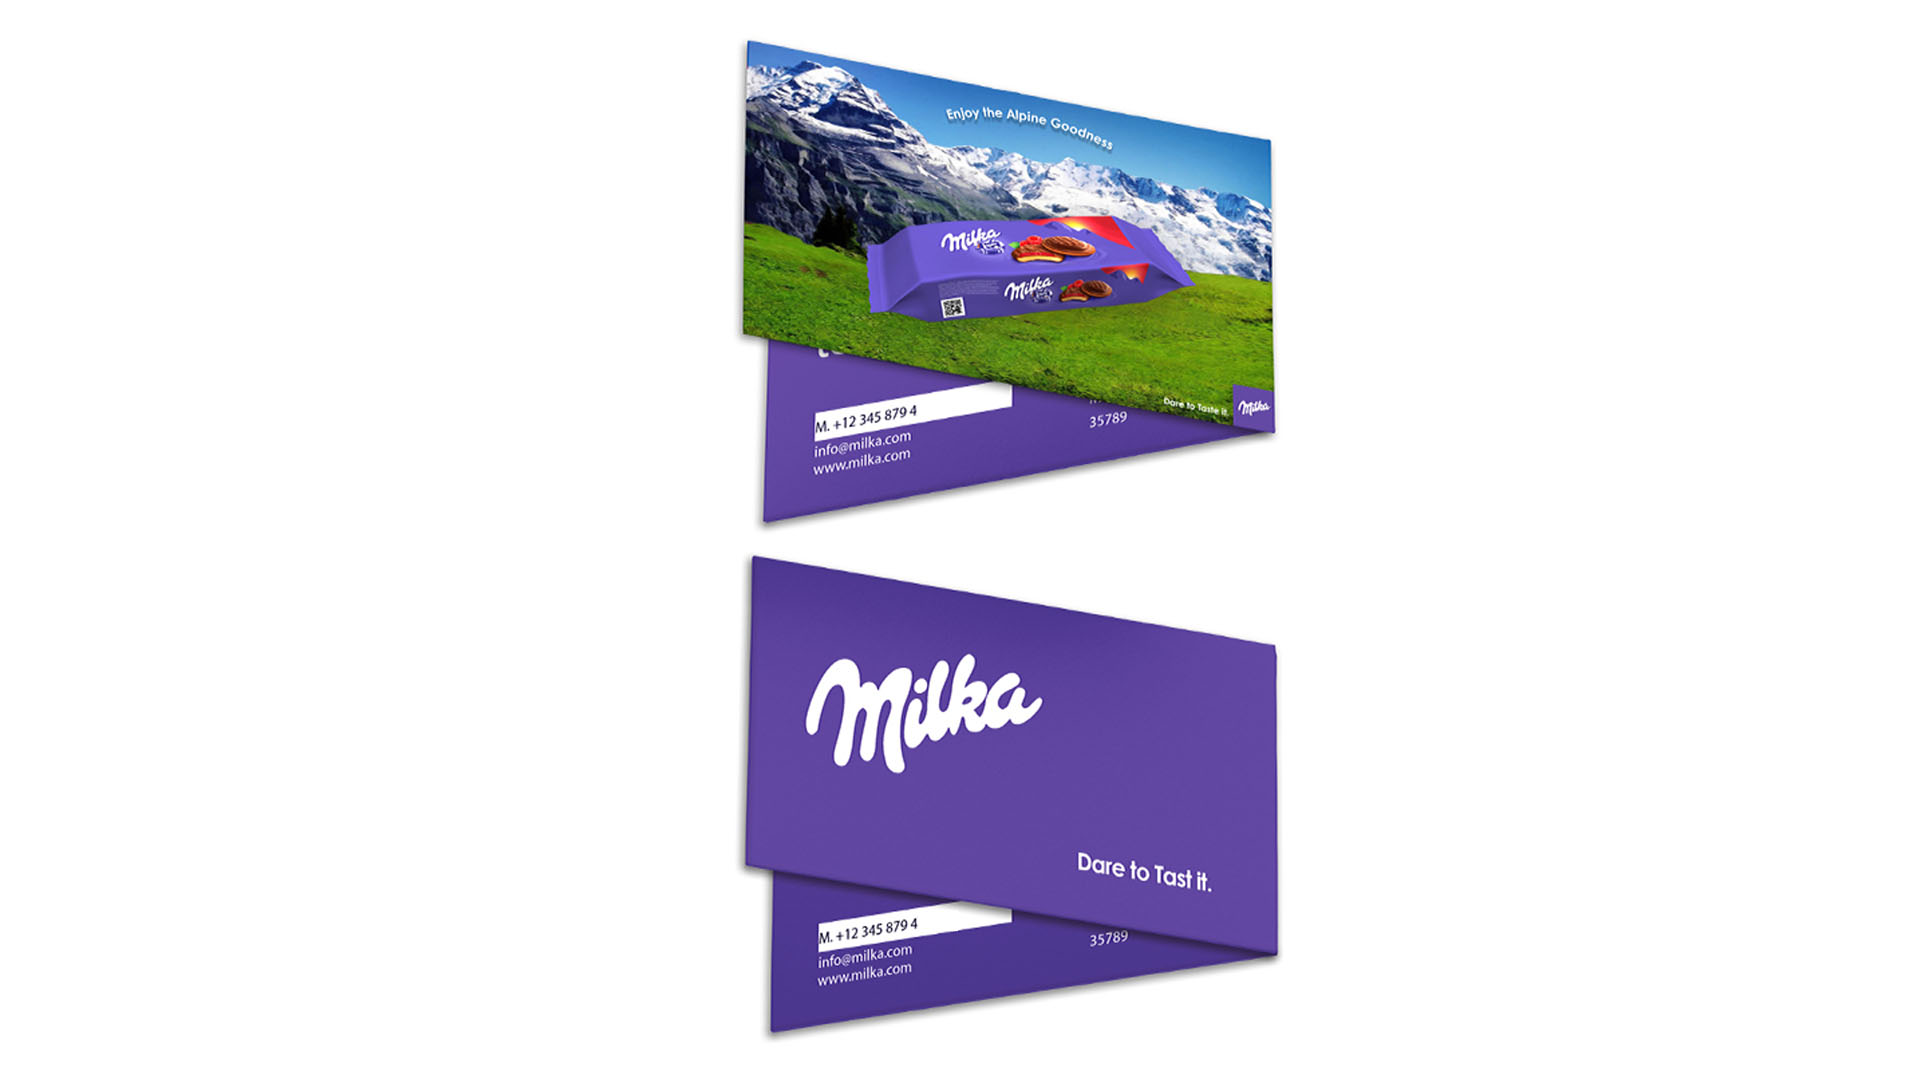 Enjoy the Alpine Goodness
Milka
Milka
Dare to Taste it.
Milka
M. +12 345 879 4
35789
info@milka.com
www.milka.com
Milka
Dare to Tast it.
M. +12 345 879 4
35789
info@milka.com
www.milka.com